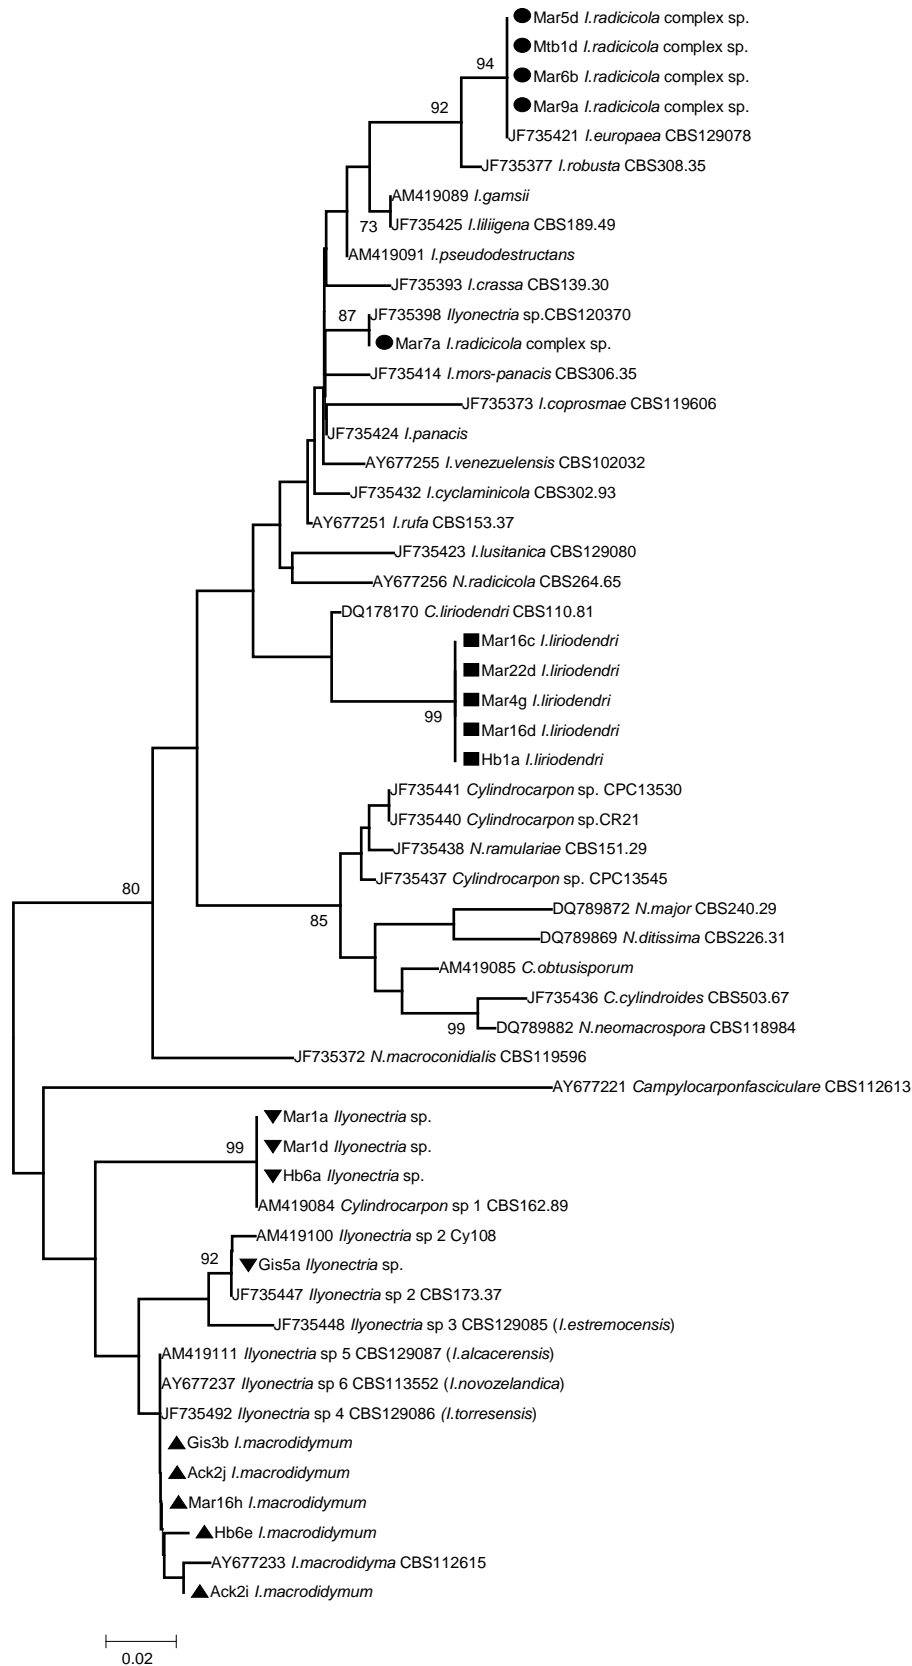 Mar5d I.radicicola complex sp.
Mtb1d I.radicicola complex sp.
94
Mar6b I.radicicola complex sp.
Mar9a I.radicicola complex sp.
92
JF735421 I.europaea CBS129078
JF735377 I.robusta CBS308.35
AM419089 I.gamsii
73
JF735425 I.liliigena CBS189.49
AM419091 I.pseudodestructans
JF735393 I.crassa CBS139.30
87
JF735398 Ilyonectria sp.CBS120370
Mar7a I.radicicola complex sp.
JF735414 I.mors-panacis CBS306.35
JF735373 I.coprosmae CBS119606
JF735424 I.panacis
AY677255 I.venezuelensis CBS102032
JF735432 I.cyclaminicola CBS302.93
AY677251 I.rufa CBS153.37
JF735423 I.lusitanica CBS129080
AY677256 N.radicicola CBS264.65
DQ178170 C.liriodendri CBS110.81
Mar16c I.liriodendri
Mar22d I.liriodendri
Mar4g I.liriodendri
99
Mar16d I.liriodendri
Hb1a I.liriodendri
JF735441 Cylindrocarpon sp. CPC13530
JF735440 Cylindrocarpon sp.CR21
JF735438 N.ramulariae CBS151.29
JF735437 Cylindrocarpon sp. CPC13545
80
DQ789872 N.major CBS240.29
85
DQ789869 N.ditissima CBS226.31
AM419085 C.obtusisporum
JF735436 C.cylindroides CBS503.67
99
DQ789882 N.neomacrospora CBS118984
JF735372 N.macroconidialis CBS119596
AY677221 Campylocarponfasciculare CBS112613
Mar1a Ilyonectria sp.
99
Mar1d Ilyonectria sp.
Hb6a Ilyonectria sp.
AM419084 Cylindrocarpon sp 1 CBS162.89
AM419100 Ilyonectria sp 2 Cy108
92
Gis5a Ilyonectria sp.
JF735447 Ilyonectria sp 2 CBS173.37
JF735448 Ilyonectria sp 3 CBS129085 (I.estremocensis)
AM419111 Ilyonectria sp 5 CBS129087 (I.alcacerensis)
AY677237 Ilyonectria sp 6 CBS113552 (I.novozelandica)
JF735492 Ilyonectria sp 4 CBS129086 (I.torresensis)
Gis3b I.macrodidymum
Ack2j I.macrodidymum
Mar16h I.macrodidymum
Hb6e I.macrodidymum
AY677233 I.macrodidyma CBS112615
Ack2i I.macrodidymum
0.02